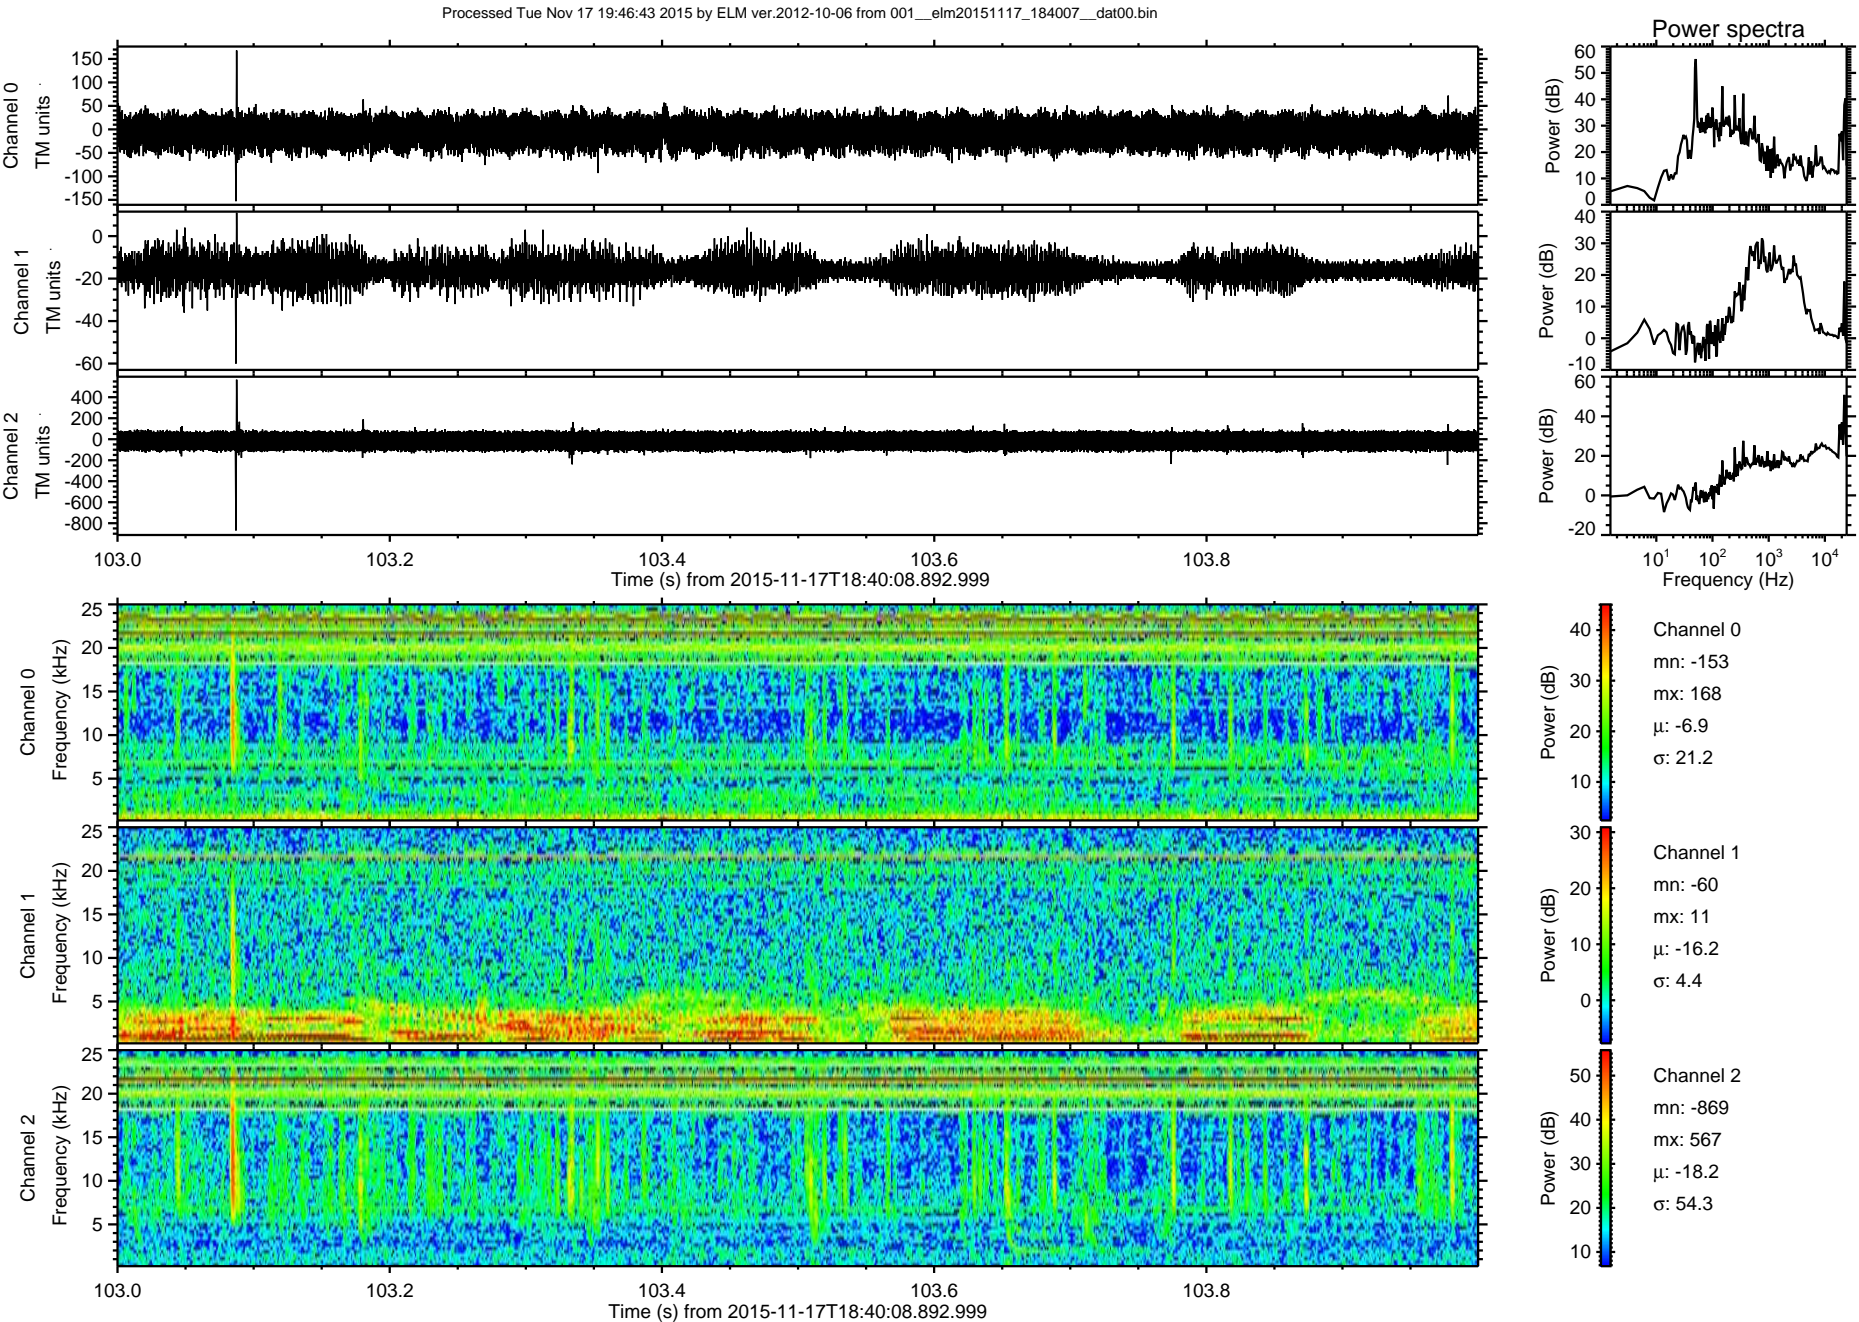 Processed Tue Nov 17 19:46:43 2015 by ELM ver.2012-10-06 from 001__elm20151117_184007__dat00.bin
Power spectra
Channel 0
TM units
150
100
50
0
-50
-100
-150
Power (dB)
60
50
40
30
20
10
0
Channel 1
TM units
0
-20
-40
-60
Power (dB)
40
30
20
10
0
-10
Channel 2
TM units
400
200
0
-200
-400
-600
-800
Power (dB)
60
40
20
0
-20
103.0 103.2 103.4 103.6 103.8
Time (s) from 2015-11-17T18:40:08.892.999
10¹ 10² 10³ 10⁴
Frequency (Hz)
Channel 0
Frequency (kHz)
25
20
15
10
5
Power (dB)
40
30
20
10
Channel 0
mn: -153
mx: 168
μ: -6.9
σ: 21.2
Channel 1
Frequency (kHz)
25
20
15
10
5
Power (dB)
30
20
10
0
Channel 1
mn: -60
mx: 11
μ: -16.2
σ: 4.4
Channel 2
Frequency (kHz)
25
20
15
10
5
Power (dB)
50
40
30
20
10
Channel 2
mn: -869
mx: 567
μ: -18.2
σ: 54.3
103.0 103.2 103.4 103.6 103.8
Time (s) from 2015-11-17T18:40:08.892.999